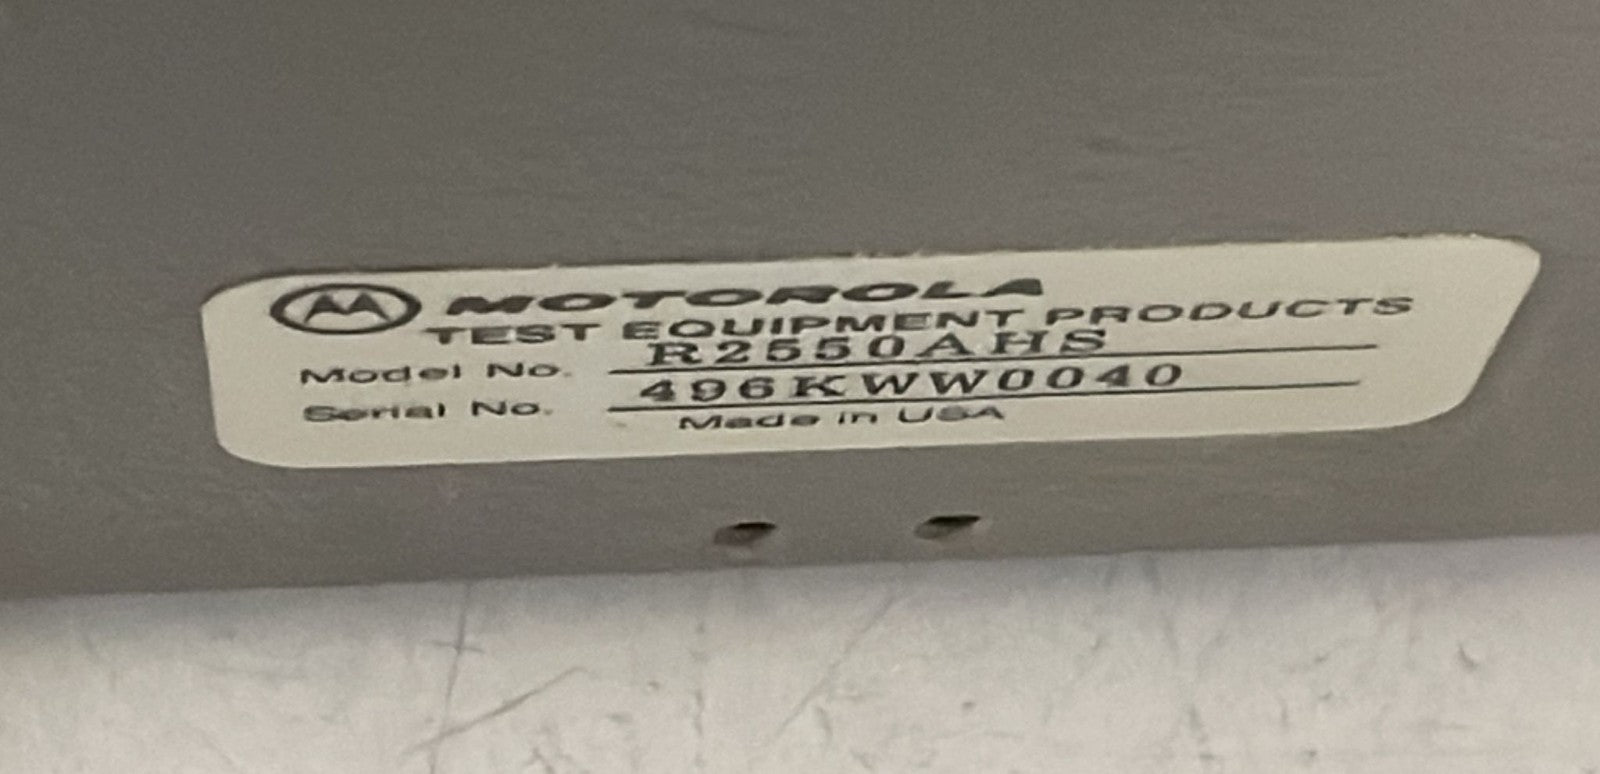 MOTOROLA
TEST EQUIPMENT PRODUCTS
Model No. R2550AHS
Serial No. 496KWW0040
Made in USA